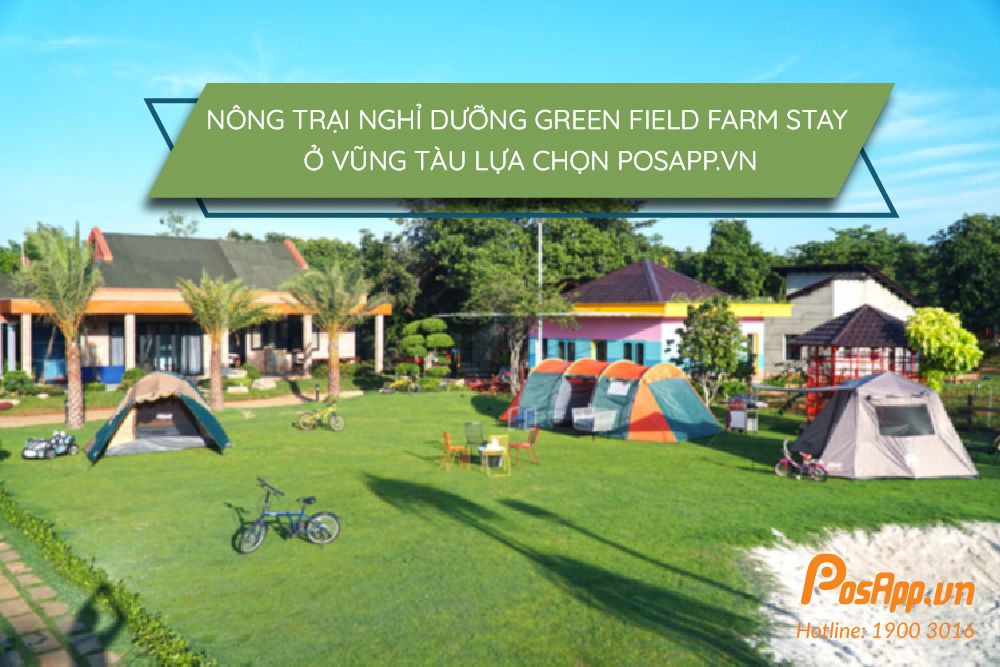 NÔNG TRẠI NGHỈ DƯỠNG GREEN FIELD FARM STAY
Ở VŨNG TÀU LỰA CHỌN POSAPP.VN
PosApp.vn
Hotline: 1900 3016